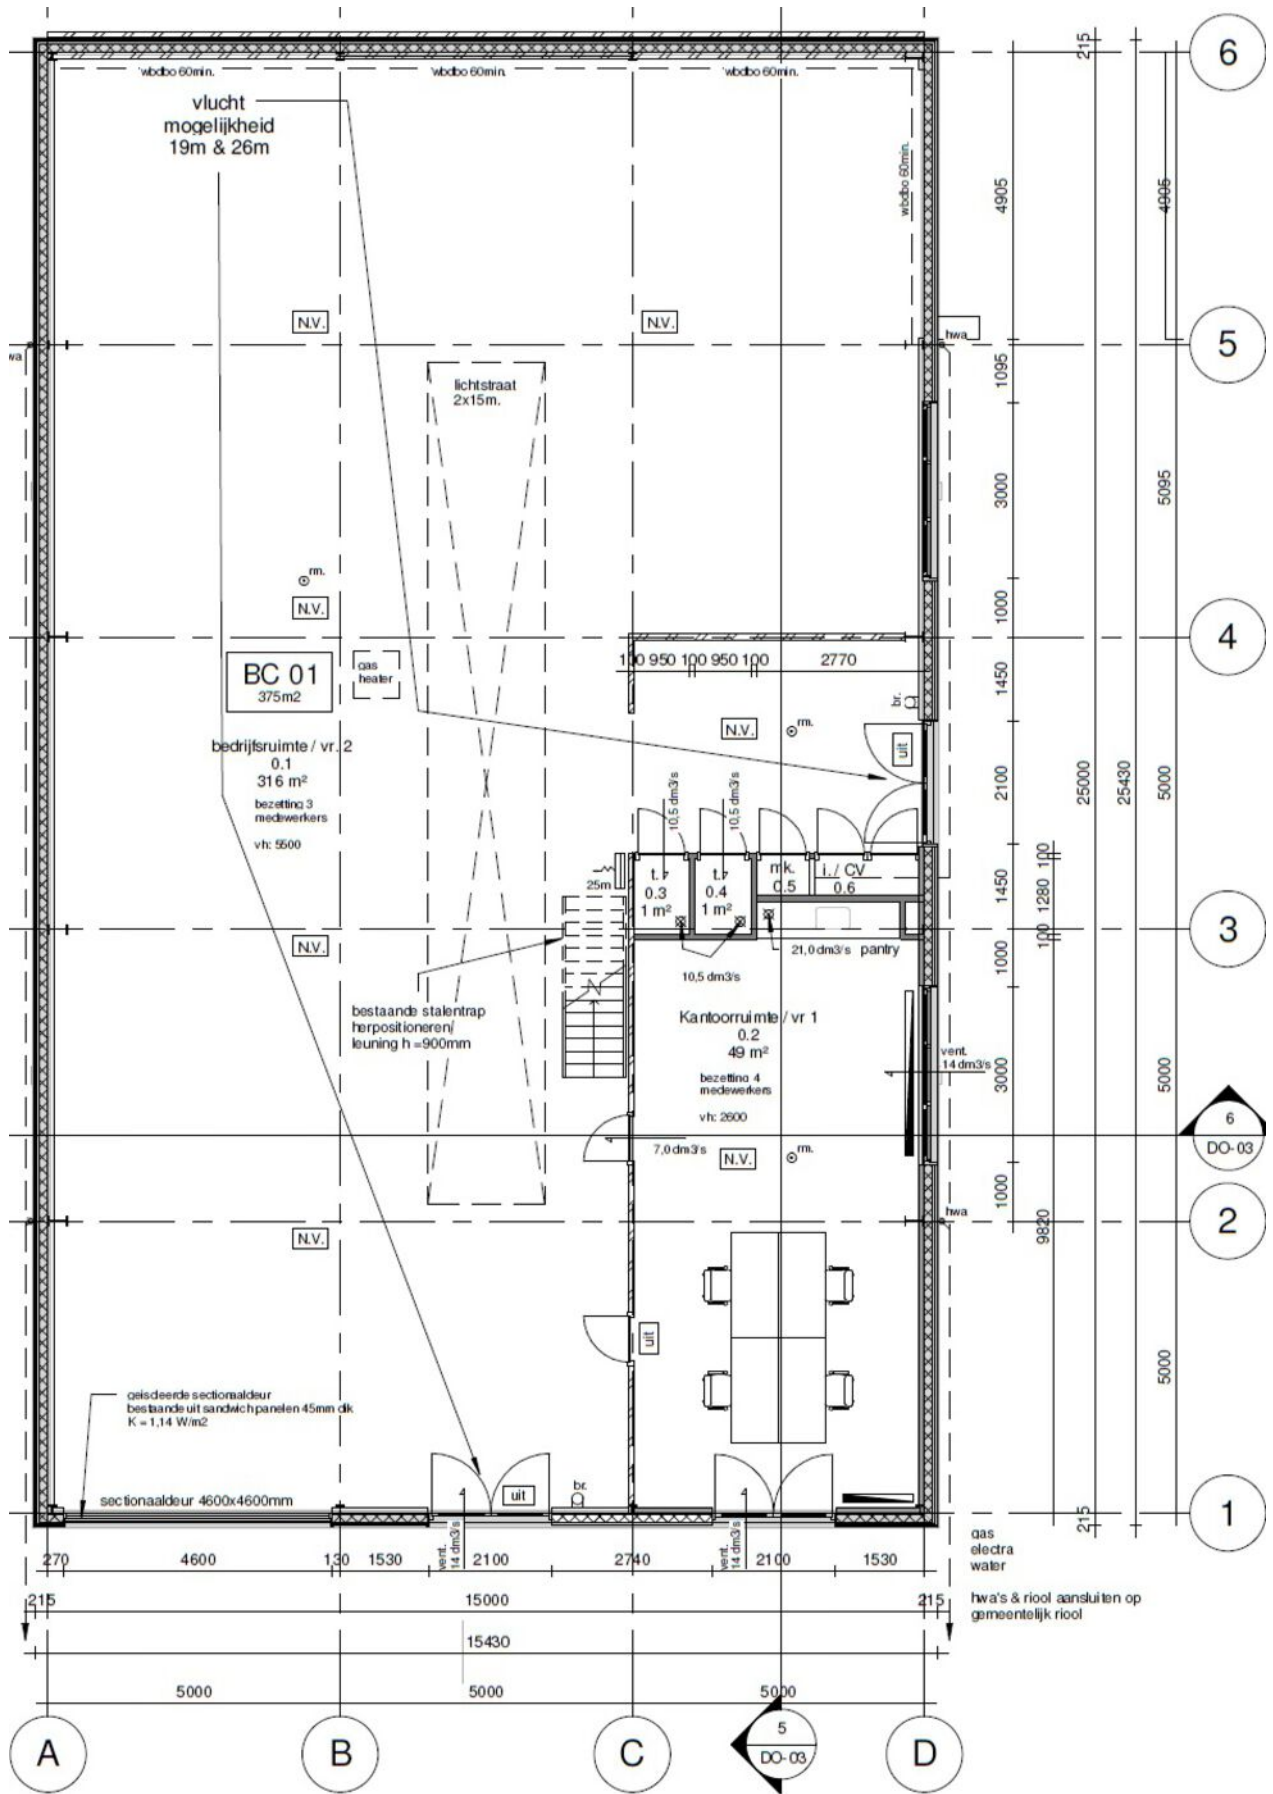 6
215
wbdbo 60min.
wbdbo 60min.
wbdbo 60min.
vlucht
mogelijkheid
19m & 26m
wbdbo 60min.
4905
4905
N.V.
N.V.
hwa
5
wa
1095
lichtstraat
2x15m.
3000
5095
rm.
N.V.
1000
4
100 950 100 950 100
2770
BC 01
375m2
gas
heater
1450
br.
N.V.
rm.
uit
bedrijfsruimte / vr. 2
0.1
316 m²
bezetting 3
medewerkers
vh: 5500
10,5 dm3/s
10,5 dm3/s
2100
25000
25430
5000
100
t.
0.3
1 m²
t.
0.4
1 m²
mk.
0.5
i. / CV
0.6
25m
1450
1280
3
N.V.
100
1000
21,0 dm3/s pantry
10,5 dm3/s
bestaande stalentrap
herpositioneren/
leuning h =900mm
Kantoorruimte / vr 1
0.2
49 m²
bezetting 4
medewerkers
vh: 2600
vent.
14 dm3/s
3000
5000
6
DO-03
7,0 dm3/s
N.V.
rm.
1000
hwa
2
N.V.
9820
uit
5000
geisoleerde sectionaaldeur
bestaande uit sandwichpanelen 45mm dik
K = 1,14 W/m2
sectionaaldeur 4600x4600mm
uit
br.
1
215
gas
electra
water
270
4600
130
1530
vent.
14 dm3/s
2100
2740
vent.
14 dm3/s
2100
1530
215
15000
215
hwa's & riool aansluiten op
gemeentelijk riool
15430
5000
5000
5000
A
B
C
5
DO-03
D